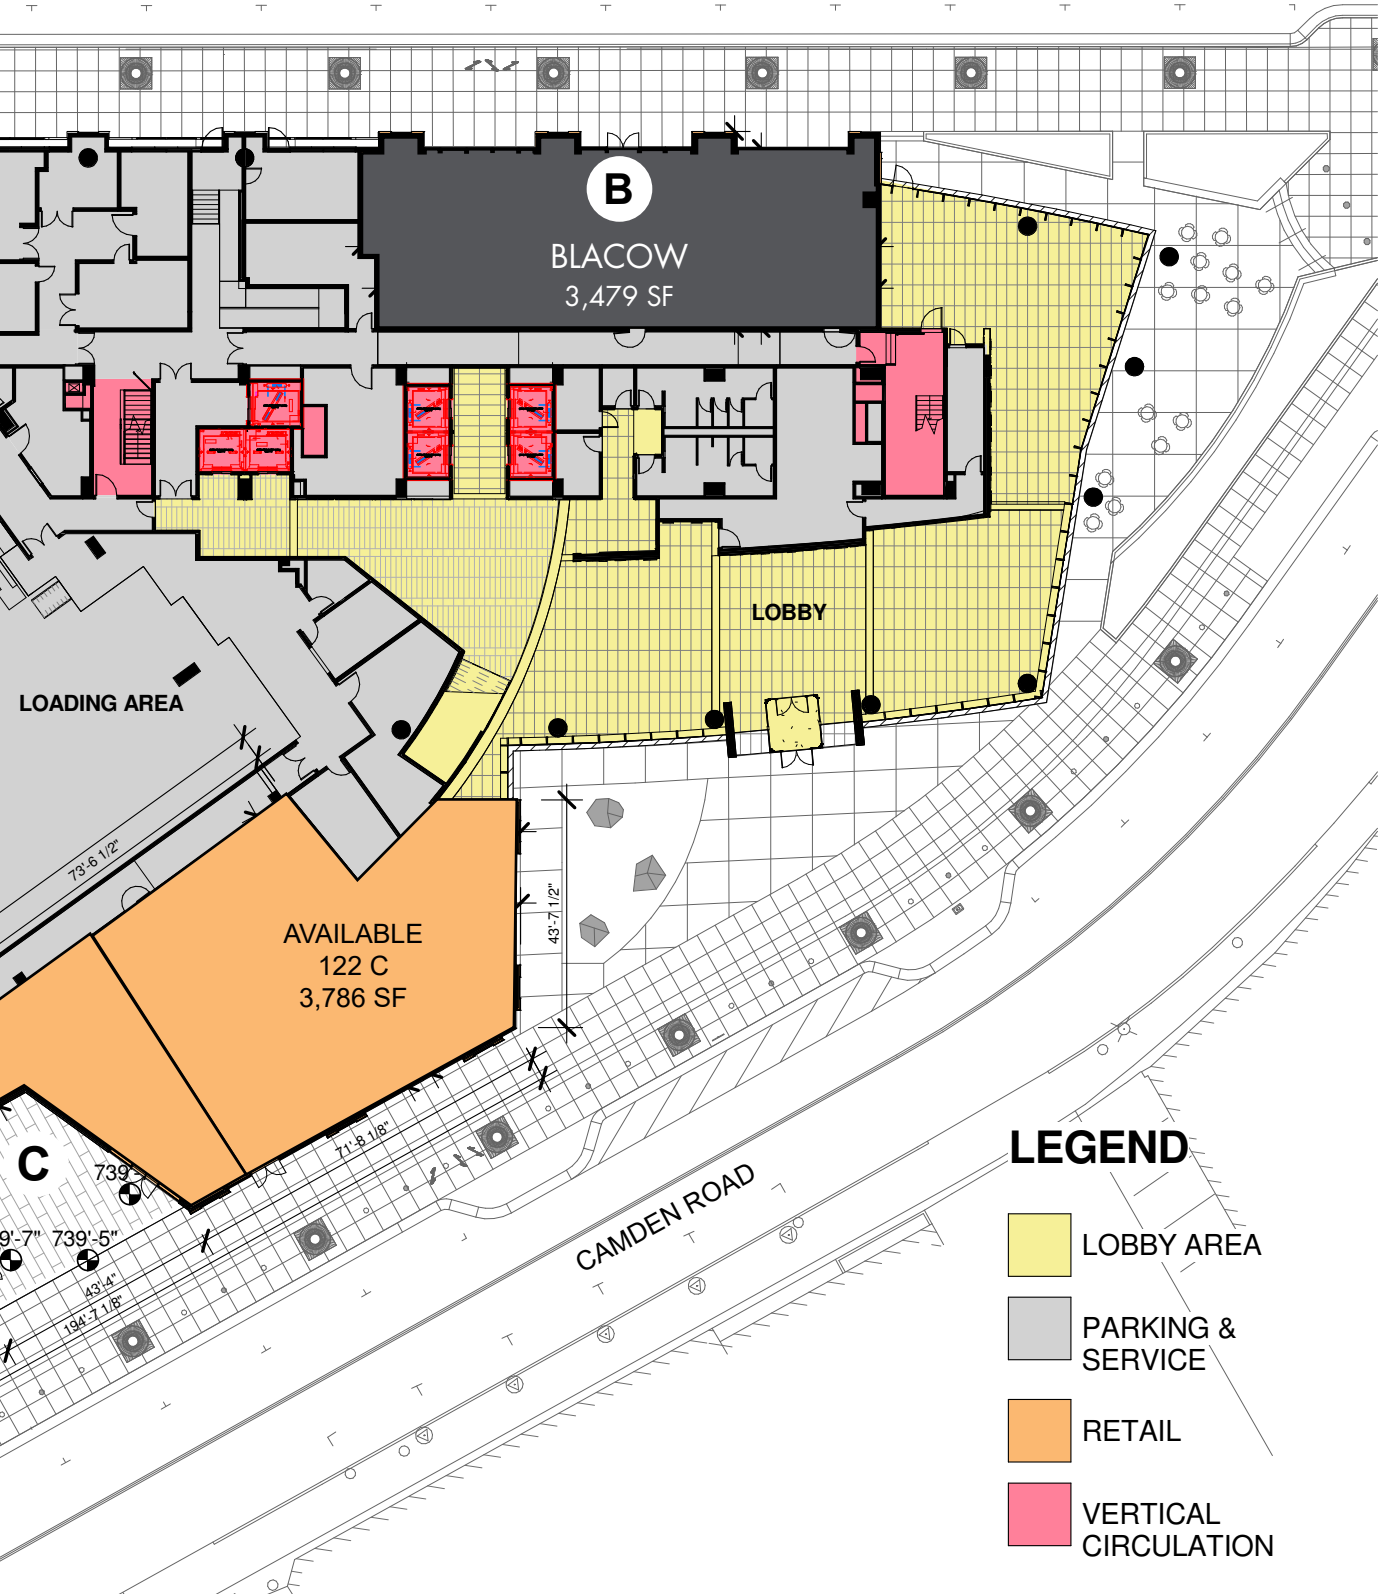 B
BLACOW
3,479 SF
LOBBY
LOADING AREA
73'-6 1/2"
43'-7 1/2"
AVAILABLE
122 C
3,786 SF
71'-8 1/8"
C
739'-
9'-7" 739'-5"
43'-4"
194'-7 1/8"
CAMDEN ROAD
LEGEND
LOBBY AREA
PARKING &
SERVICE
RETAIL
VERTICAL
CIRCULATION